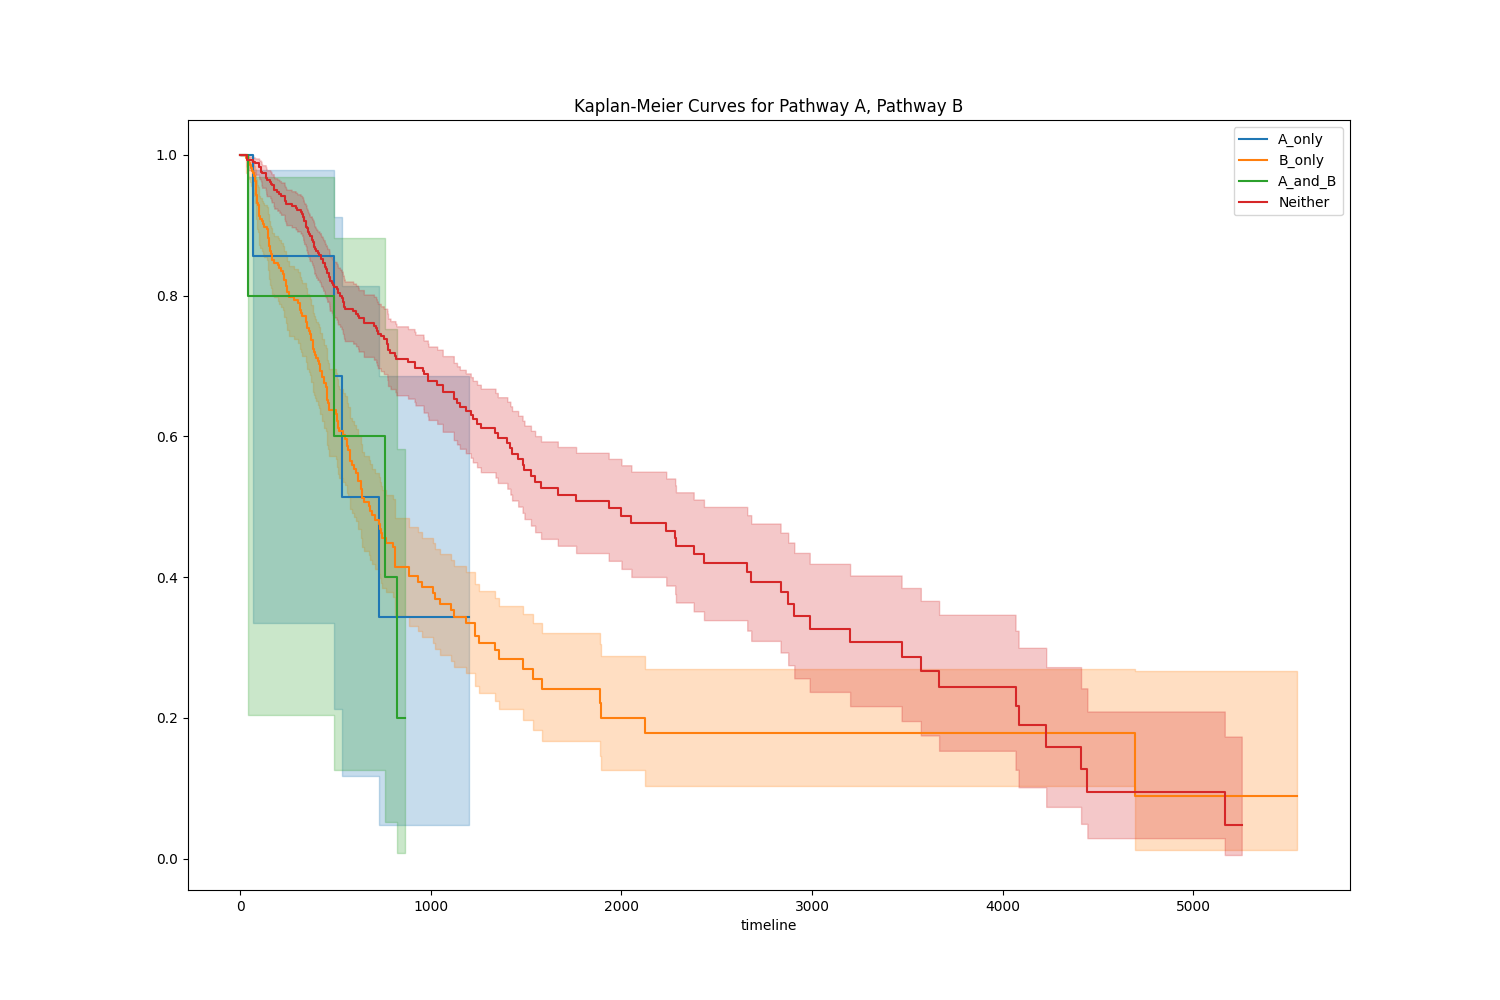 Kaplan-Meier Curves for Pathway A, Pathway B
A_only
B_only
A_and_B
Neither
1.0
0.8
0.6
0.4
0.2
0.0
0 1000 2000 3000 4000 5000
timeline